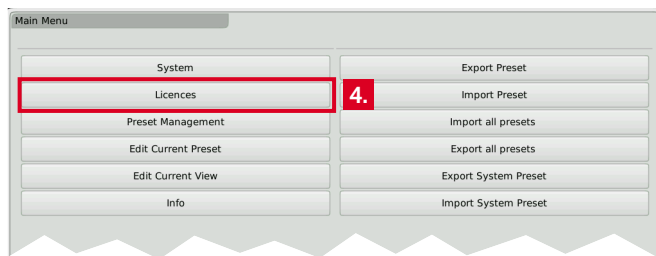 Main Menu
System
Licences
4.
Preset Management
Edit Current Preset
Edit Current View
Info
Export Preset
Import Preset
Import all presets
Export all presets
Export System Preset
Import System Preset